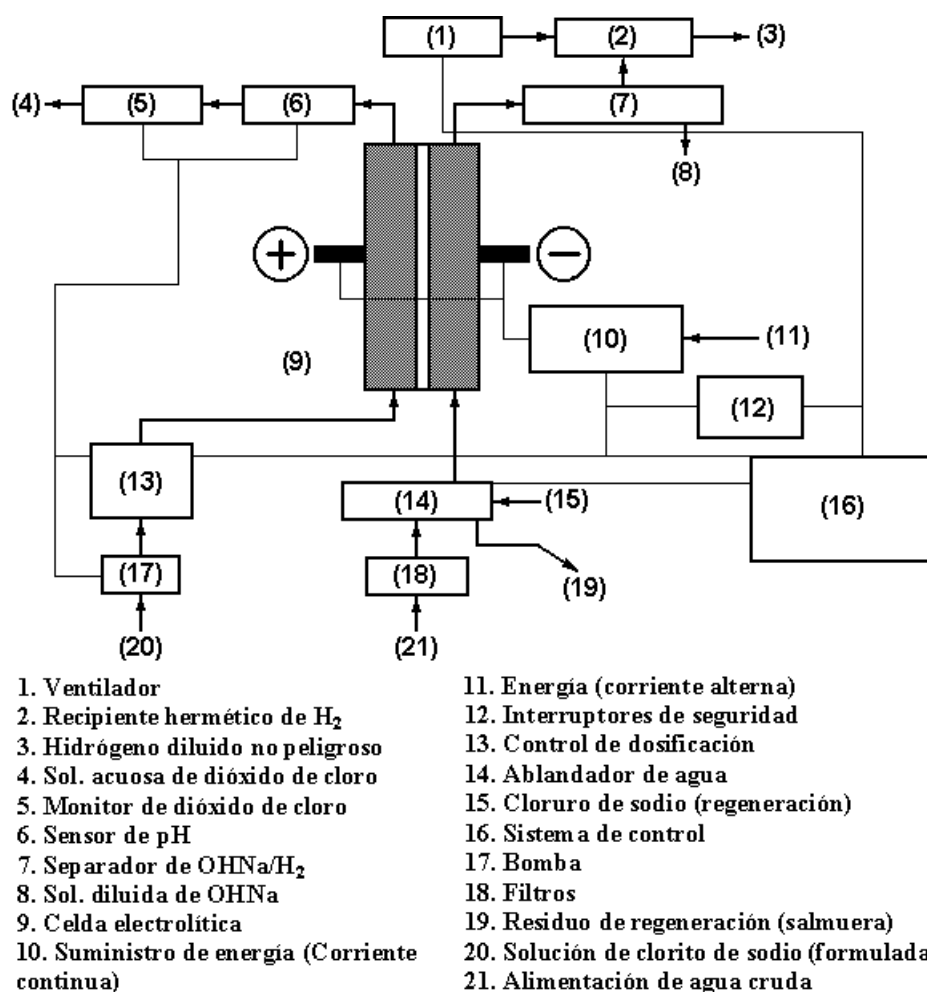 (1)
(2)
(3)
(4)
(5)
(6)
(7)
(8)
+
−
(9)
(10)
(11)
(12)
(13)
(14)
(15)
(16)
(17)
(18)
(19)
(20)
(21)
1. Ventilador
2. Recipiente hermético de H₂
3. Hidrógeno diluido no peligroso
4. Sol. acuosa de dióxido de cloro
5. Monitor de dióxido de cloro
6. Sensor de pH
7. Separador de OHNa/H₂
8. Sol. diluida de OHNa
9. Celda electrolítica
10. Suministro de energía (Corriente
continua)
11. Energía (corriente alterna)
12. Interruptores de seguridad
13. Control de dosificación
14. Ablandador de agua
15. Cloruro de sodio (regeneración)
16. Sistema de control
17. Bomba
18. Filtros
19. Residuo de regeneración (salmuera)
20. Solución de clorito de sodio (formulada
21. Alimentación de agua cruda